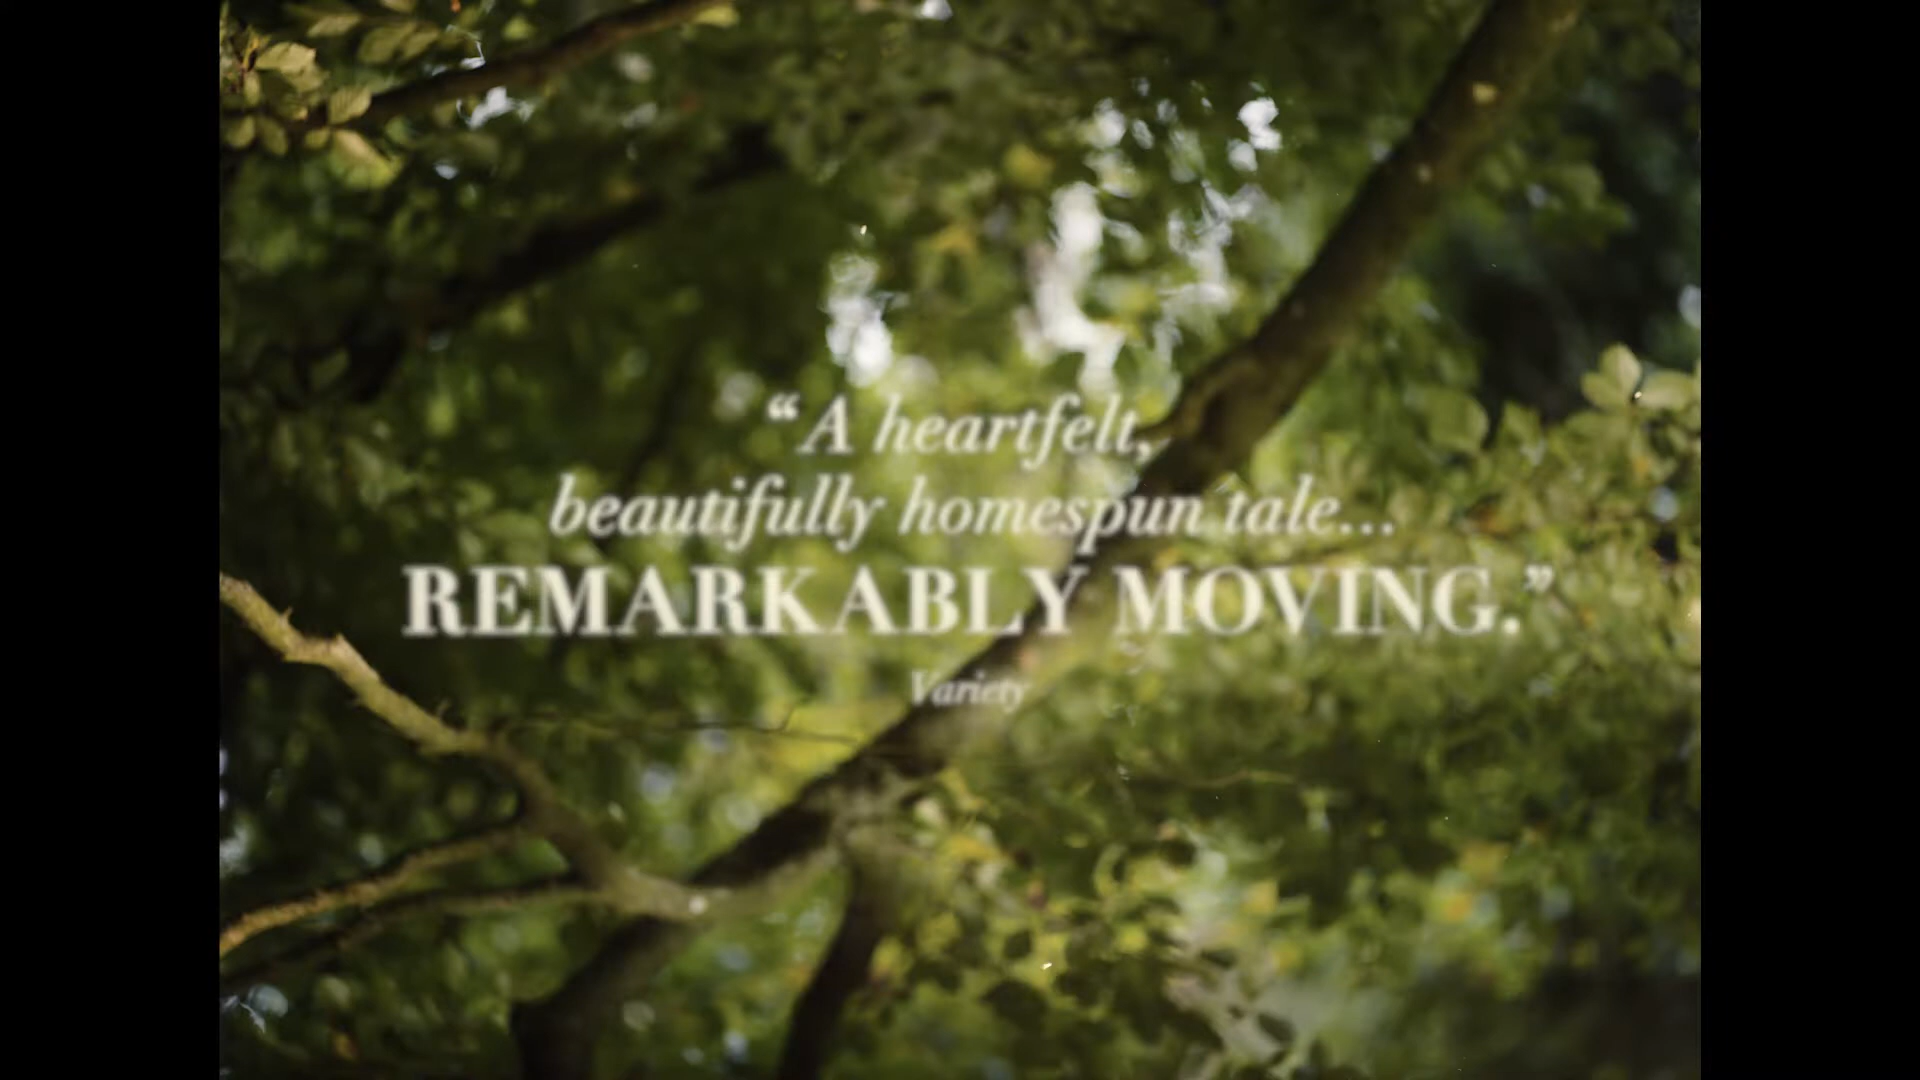 “A heartfelt,
beautifully homespun tale...
REMARKABLY MOVING.”
Variety